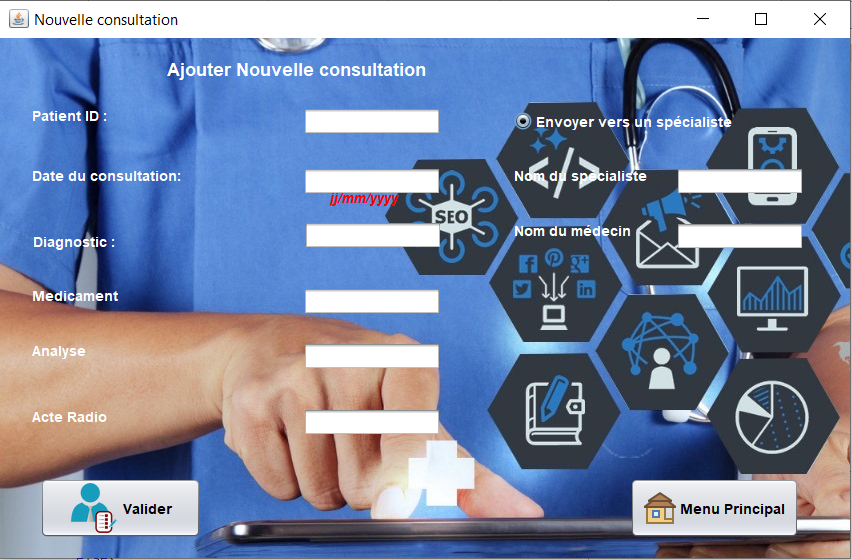 Nouvelle consultation
Ajouter Nouvelle consultation
Patient ID :
Envoyer vers un spécialiste
Date du consultation:
jj/mm/yyyy
Nom du spécialiste
SEO
Diagnostic :
Nom du médecin
Medicament
Analyse
Acte Radio
Valider
Menu Principal